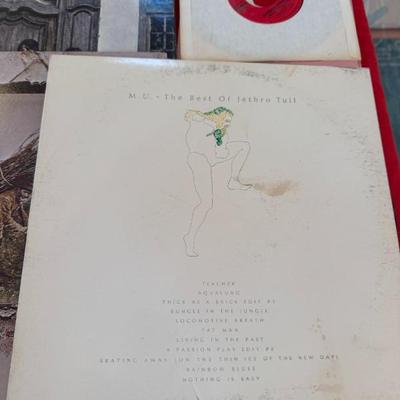 M.U. - The Best Of Jethro Tull
TEACHER
AQUALUNG
THICK AS A BRICK EDIT #1
BUNGLE IN THE JUNGLE
LOCOMOTIVE BREATH
FAT MAN
LIVING IN THE PAST
A PASSION PLAY EDIT #8
SKATING AWAY (ON THE THIN ICE OF THE NEW DAY)
RAINBOW BLUES
NOTHING IS EASY